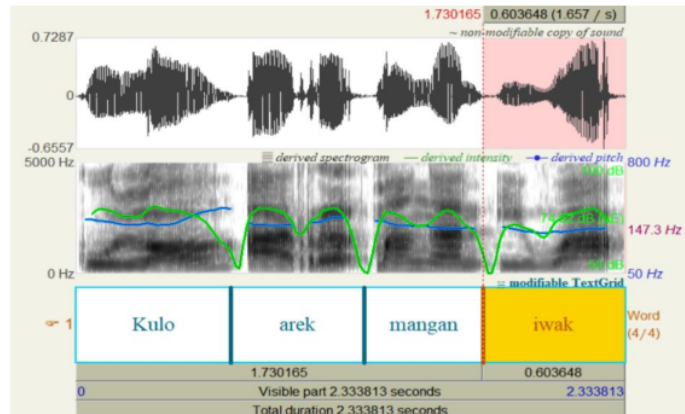 1.730165 0.603648 (1.657 / s)
0.7287
~ non-modifiable copy of sound
0
-0.6557
5000 Hz
derived spectrogram — derived intensity derived pitch
800 Hz
100 dB
147.3 Hz
0 Hz
50 dB
50 Hz
= modifiable TextGrid
1 Kulo arek mangan iwak Word
(4/4)
1.730165 0.603648
0 Visible part 2.333813 seconds 2.333813
Total duration 2.333813 seconds